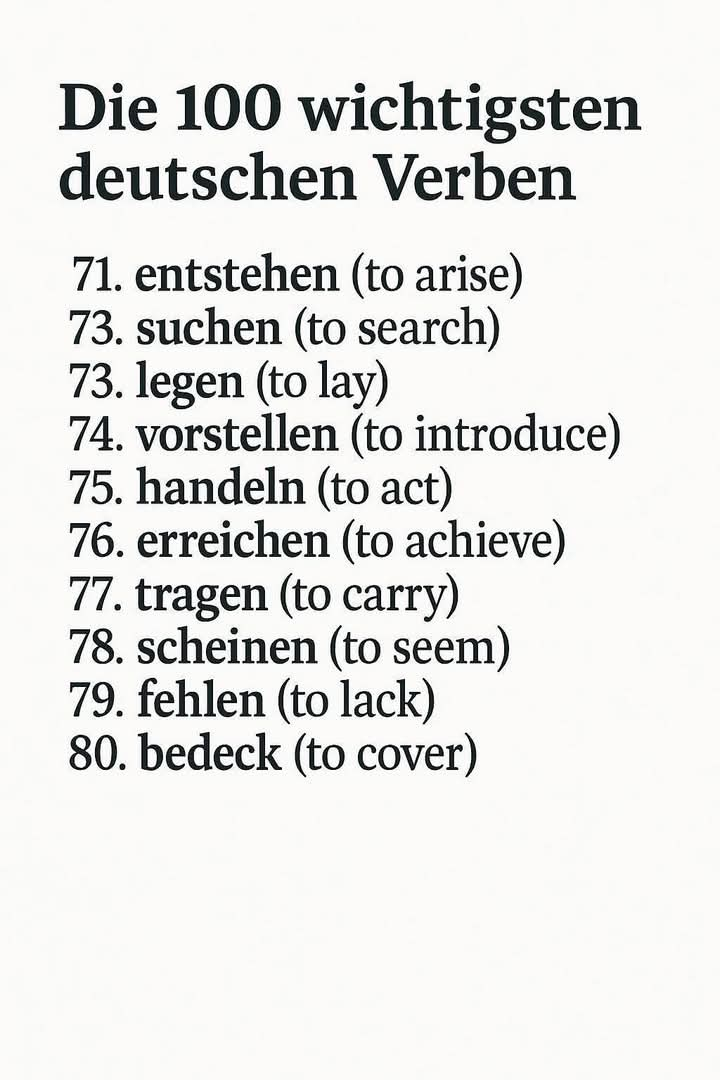 Die 100 wichtigsten
deutschen Verben
71. entstehen (to arise)
73. suchen (to search)
73. legen (to lay)
74. vorstellen (to introduce)
75. handeln (to act)
76. erreichen (to achieve)
77. tragen (to carry)
78. scheinen (to seem)
79. fehlen (to lack)
80. bedeck (to cover)